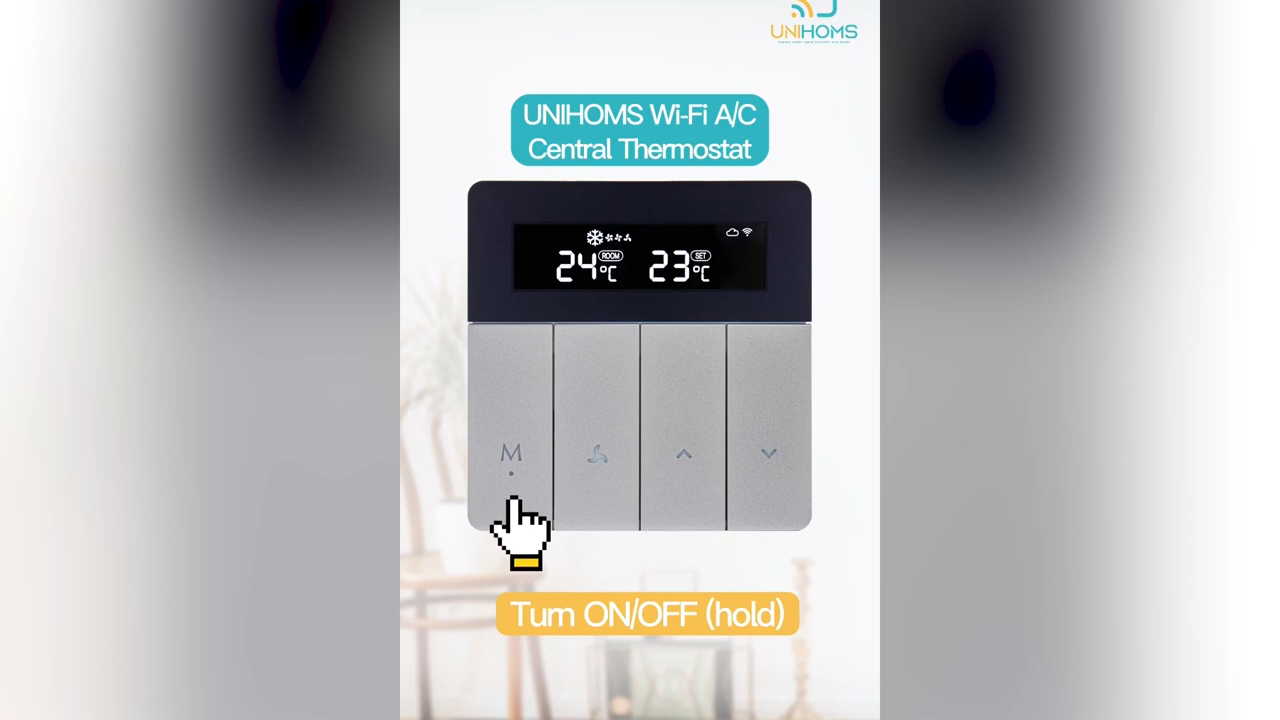 UNIHOMS
UNIHOMS Wi-Fi A/C
Central Thermostat
24 ROOM °C 23 SET °C
M
Turn ON/OFF (hold)